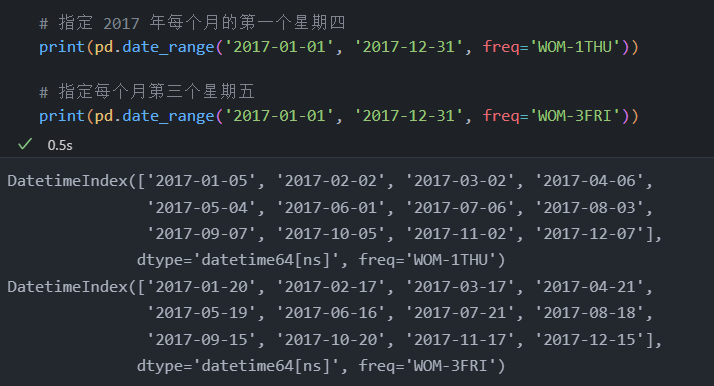 # 指定 2017 年每个月的第一个星期四
print(pd.date_range('2017-01-01', '2017-12-31', freq='WOM-1THU'))
# 指定每个月第三个星期五
print(pd.date_range('2017-01-01', '2017-12-31', freq='WOM-3FRI'))
0.5s
DatetimeIndex(['2017-01-05', '2017-02-02', '2017-03-02', '2017-04-06',
'2017-05-04', '2017-06-01', '2017-07-06', '2017-08-03',
'2017-09-07', '2017-10-05', '2017-11-02', '2017-12-07'],
dtype='datetime64[ns]', freq='WOM-1THU')
DatetimeIndex(['2017-01-20', '2017-02-17', '2017-03-17', '2017-04-21',
'2017-05-19', '2017-06-16', '2017-07-21', '2017-08-18',
'2017-09-15', '2017-10-20', '2017-11-17', '2017-12-15'],
dtype='datetime64[ns]', freq='WOM-3FRI')